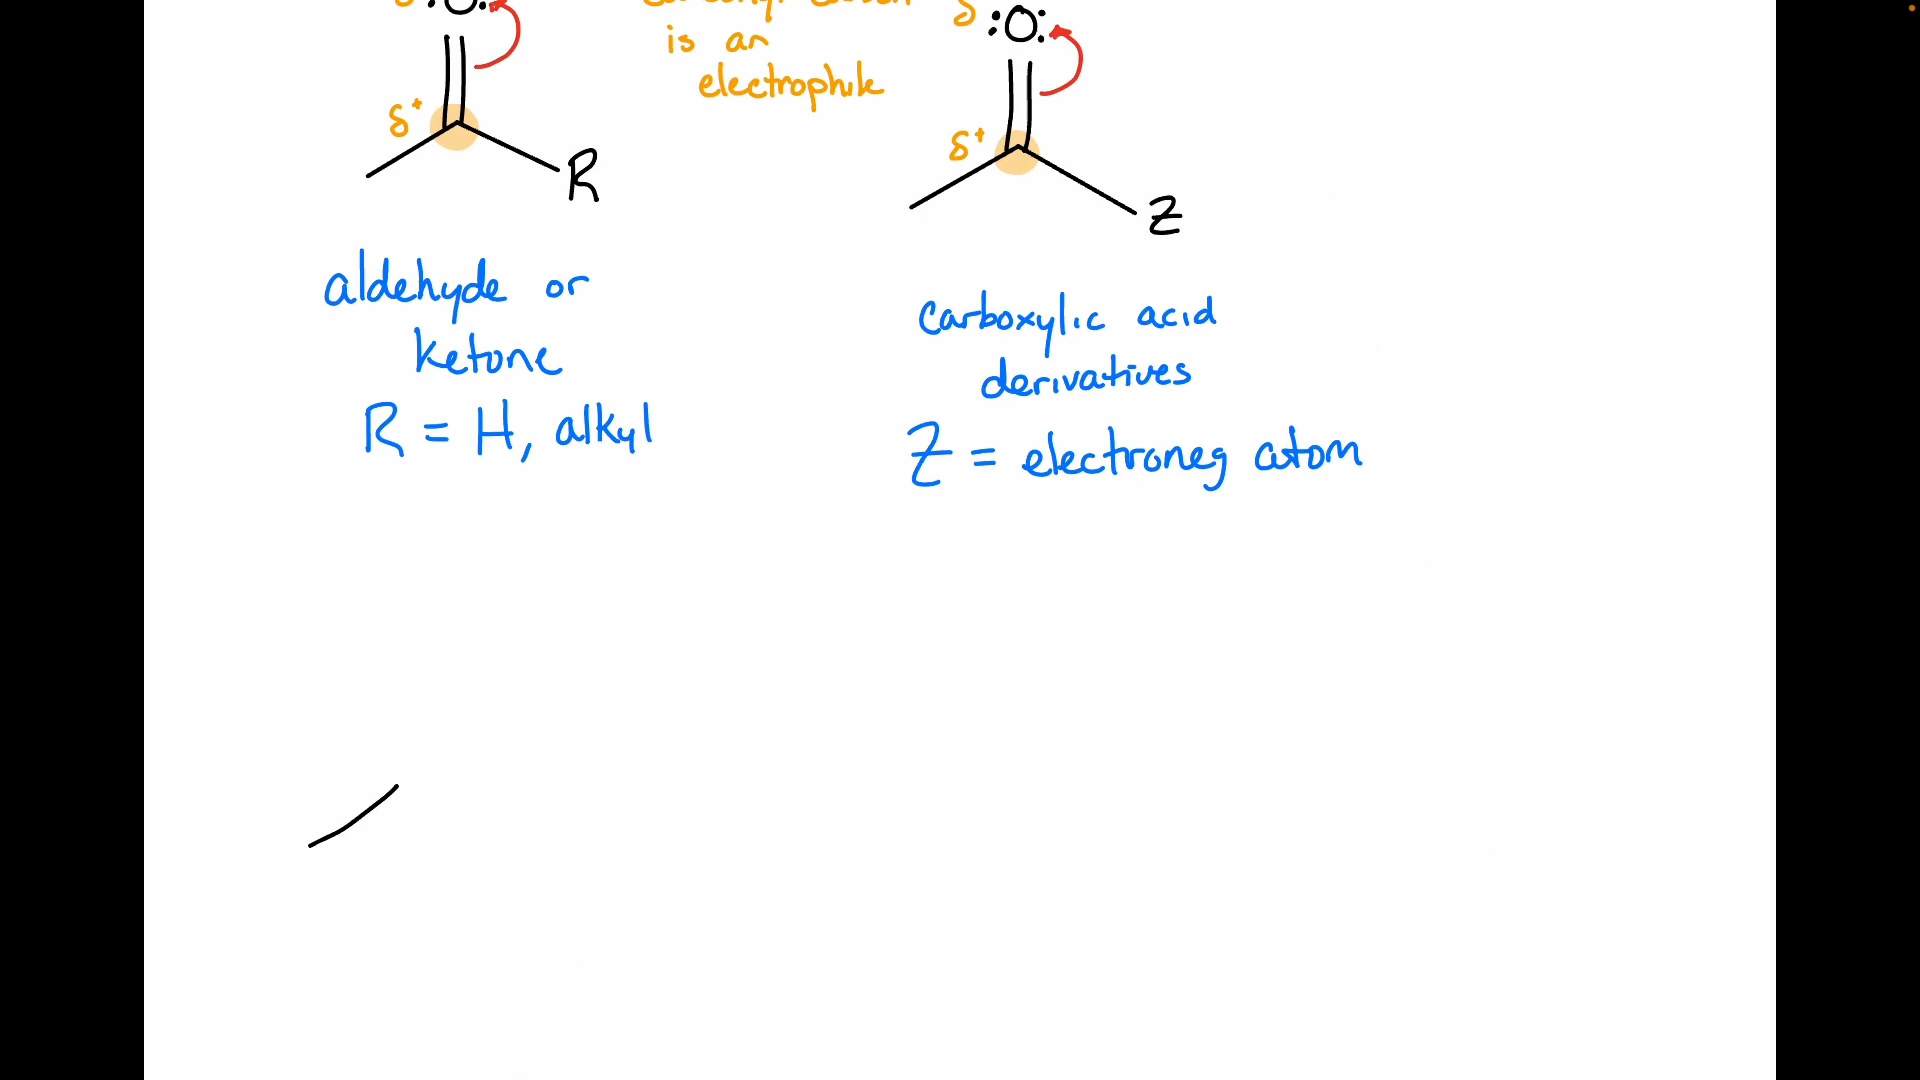 :O:
is an
electrophile
δ+
R
aldehyde or
ketone
R = H, alkyl
δ :O:
δ+
Z
carboxylic acid
derivatives
Z = electroneg atom